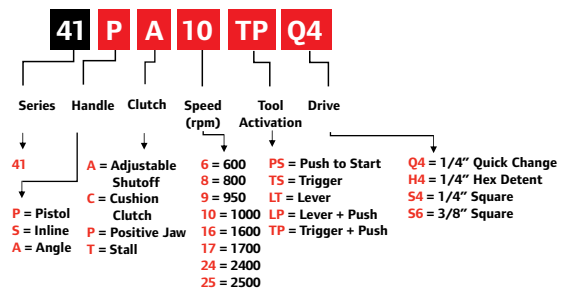 41 P A 10 TP Q4
Series Handle Clutch Speed (rpm) Tool Activation Drive
41
P = Pistol
S = Inline
A = Angle
A = Adjustable
Shutoff
C = Cushion
Clutch
P = Positive Jaw
T = Stall
6 = 600
8 = 800
9 = 950
10 = 1000
16 = 1600
17 = 1700
24 = 2400
25 = 2500
PS = Push to Start
TS = Trigger
LT = Lever
LP = Lever + Push
TP = Trigger + Push
Q4 = 1/4” Quick Change
H4 = 1/4” Hex Detent
S4 = 1/4” Square
S6 = 3/8” Square